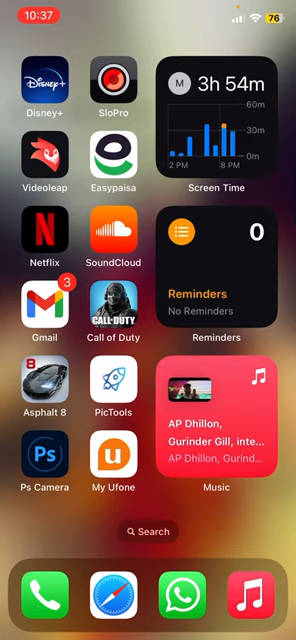 10:37
76
Disney+
Disney+
SloPro
M 3h 54m
60m
30m
0m
2 PM
8 PM
Screen Time
Videoleap
Easypaisa
N
Netflix
SoundCloud
0
Reminders
No Reminders
Reminders
3
Gmail
CALL•DUTY
Call of Duty
8
Asphalt 8
PicTools
AP Dhillon,
Gurinder Gill, inte...
AP Dhillon, Gurind...
Music
Ps
Ps Camera
u
My Ufone
Search